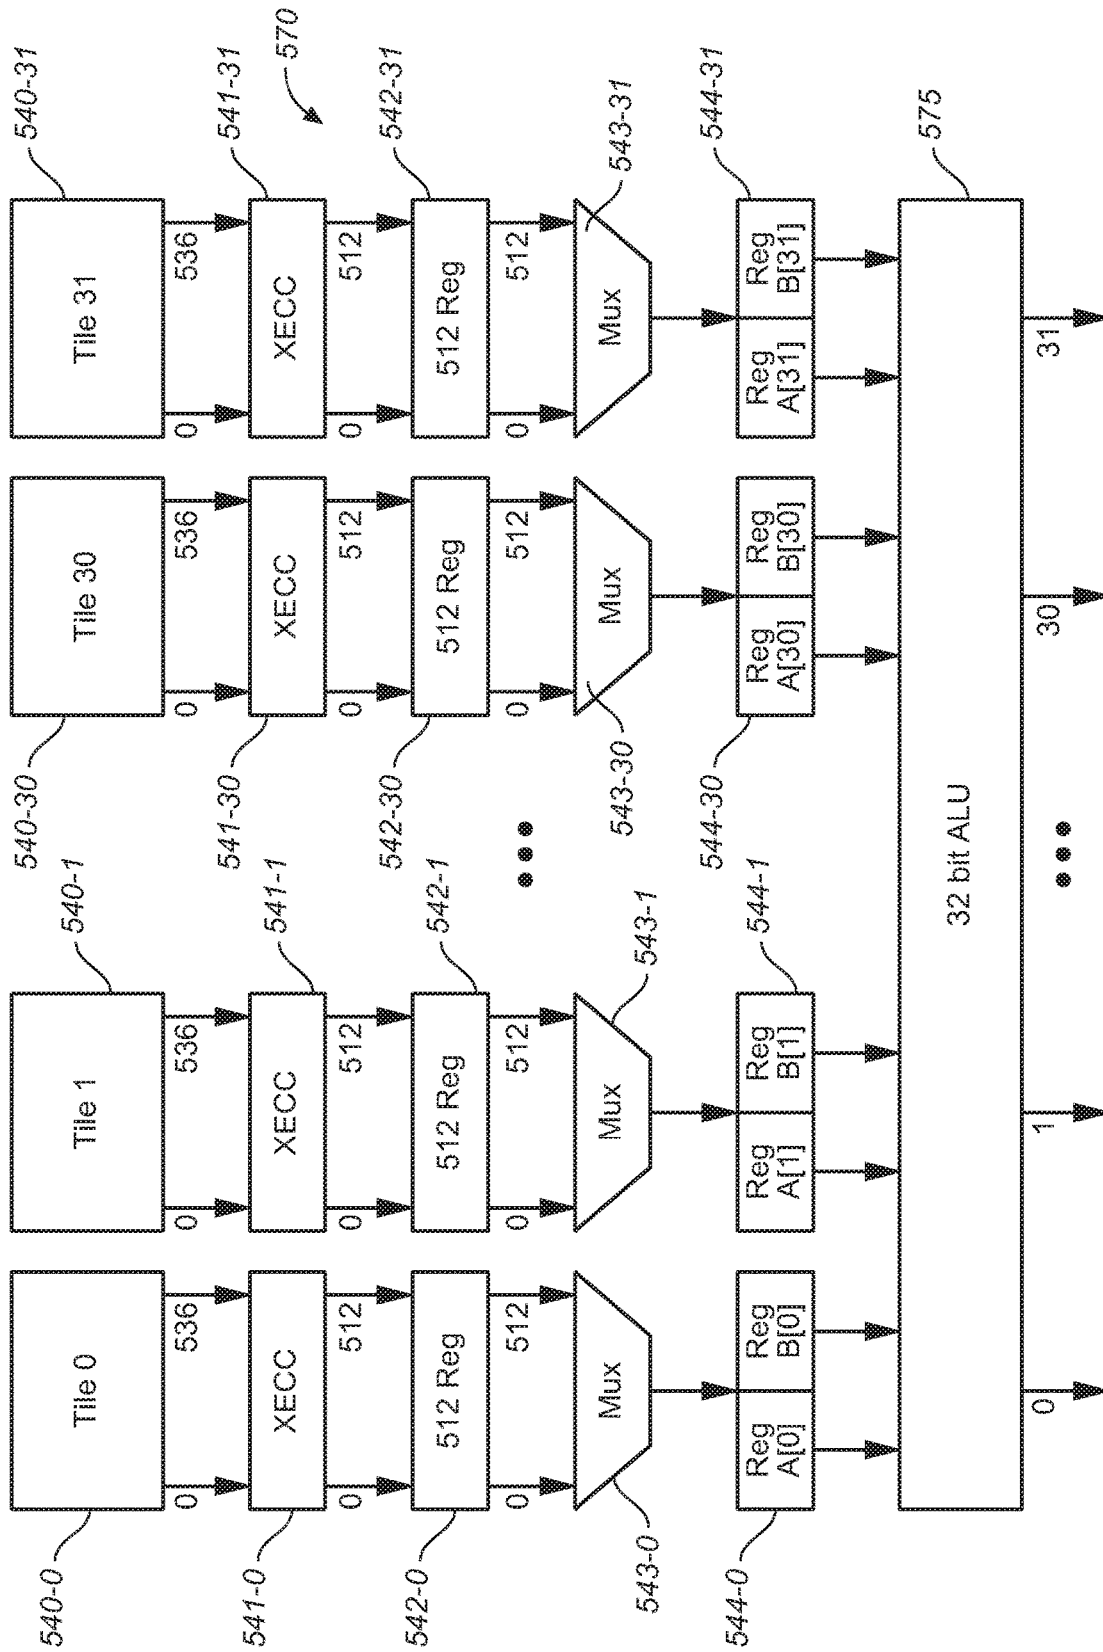 540-0
Tile 0
540-1
Tile 1
540-30
Tile 30
540-31
Tile 31
570
0
536
0
536
0
536
0
536
541-0
XECC
541-1
XECC
541-30
XECC
541-31
XECC
0
512
0
512
0
512
0
512
542-0
512 Reg
542-1
512 Reg
542-30
512 Reg
542-31
512 Reg
0
512
0
512
0
512
0
512
543-0
Mux
543-1
Mux
543-30
Mux
543-31
Mux
544-0
Reg
A[0]
Reg
B[0]
544-1
Reg
A[1]
Reg
B[1]
544-30
Reg
A[30]
Reg
B[30]
544-31
Reg
A[31]
Reg
B[31]
32 bit ALU
575
0
1
30
31